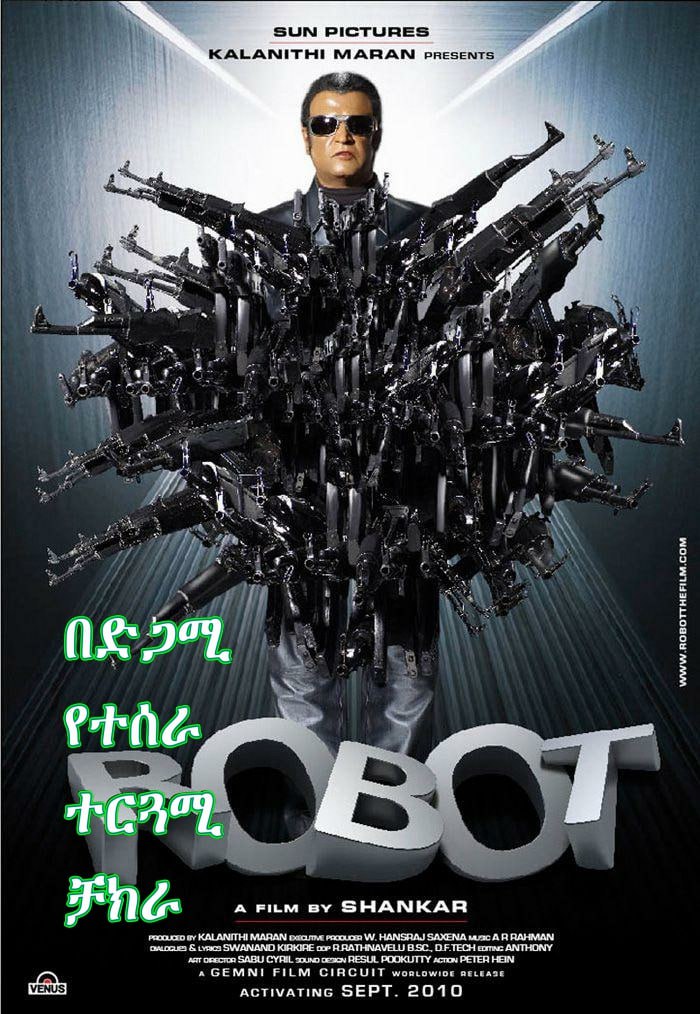 SUN PICTURES
KALANITHI MARAN PRESENTS
WWW.ROBOTTHEFILM.COM
በድጋሚ
የተሰራ
ROBOT
ተርጓሚ
ቻክራ
A FILM BY SHANKAR
PRODUCED BY KALANITHI MARAN EXECUTIVE PRODUCER W. HANSRAJ SAXENA MUSIC A R RAHMAN
DIALOGUES & LYRICS SWANAND KIRKIRE DOP R.RATHNAVELU B.SC., D.F.TECH EDITING ANTHONY
ART DIRECTOR SABU CYRIL SOUND DESIGN RESUL POOKUTTY ACTION PETER HEIN
A GEMNI FILM CIRCUIT WORLDWIDE RELEASE
VENUS
ACTIVATING SEPT. 2010